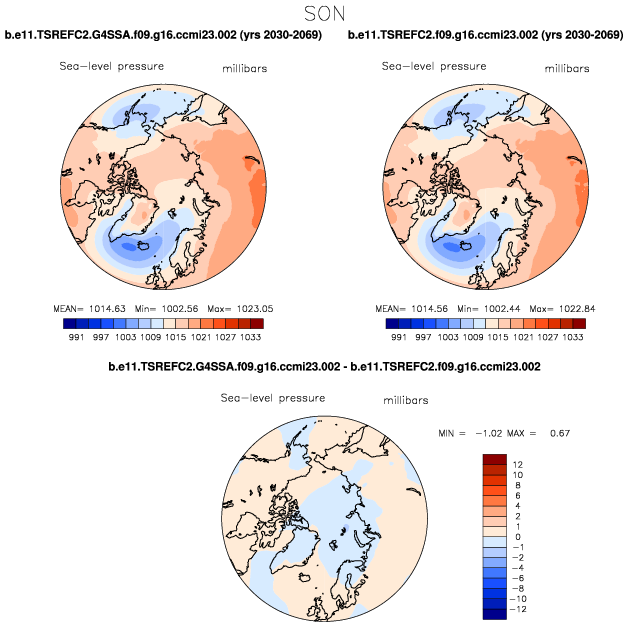 SON
b.e11.TSREFC2.G4SSA.f09.g16.ccmi23.002 (yrs 2030-2069)
b.e11.TSREFC2.f09.g16.ccmi23.002 (yrs 2030-2069)
Sea-level pressure millibars
Sea-level pressure millibars
MEAN= 1014.63 Min= 1002.56 Max= 1023.05
MEAN= 1014.56 Min= 1002.44 Max= 1022.84
991 997 1003 1009 1015 1021 1027 1033
991 997 1003 1009 1015 1021 1027 1033
b.e11.TSREFC2.G4SSA.f09.g16.ccmi23.002 - b.e11.TSREFC2.f09.g16.ccmi23.002
Sea-level pressure millibars
MIN = -1.02 MAX = 0.67
12
10
8
6
4
2
1
0
-1
-2
-4
-6
-8
-10
-12